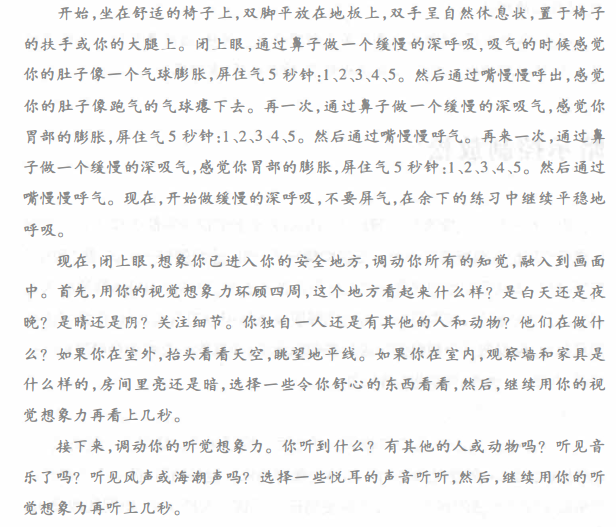 开始,坐在舒适的椅子上,双脚平放在地板上,双手呈自然休息状,置于椅子
的扶手或你的大腿上。闭上眼,通过鼻子做一个缓慢的深呼吸,吸气的时候感觉
你的肚子像一个气球膨胀,屏住气5秒钟:1、2、3、4、5。然后通过嘴慢慢呼出,感觉
你的肚子像跑气的气球瘪下去。再一次,通过鼻子做一个缓慢的深吸气,感觉你
胃部的膨胀,屏住气5秒钟:1、2、3、4、5。然后通过嘴慢慢呼气。再来一次,通过鼻
子做一个缓慢的深吸气,感觉你胃部的膨胀,屏住气5秒钟:1、2、3、4、5。然后通过
嘴慢慢呼气。现在,开始做缓慢的深呼吸,不要屏气,在余下的练习中继续平稳地
呼吸。
现在,闭上眼,想象你已进入你的安全地方,调动你所有的知觉,融入到画面
中。首先,用你的视觉想象力环顾四周,这个地方看起来什么样?是白天还是夜
晚?是晴还是阴?关注细节。你独自一人还是有其他的人和动物?他们在做什
么?如果你在室外,抬头看看天空,眺望地平线。如果你在室内,观察墙和家具是
什么样的,房间里亮还是暗,选择一些令你舒心的东西看看,然后,继续用你的视
觉想象力再看上几秒。
接下来,调动你的听觉想象力。你听到什么?有其他的人或动物吗?听见音
乐了吗?听见风声或海潮声吗?选择一些悦耳的声音听听,然后,继续用你的听
觉想象力再听上几秒。